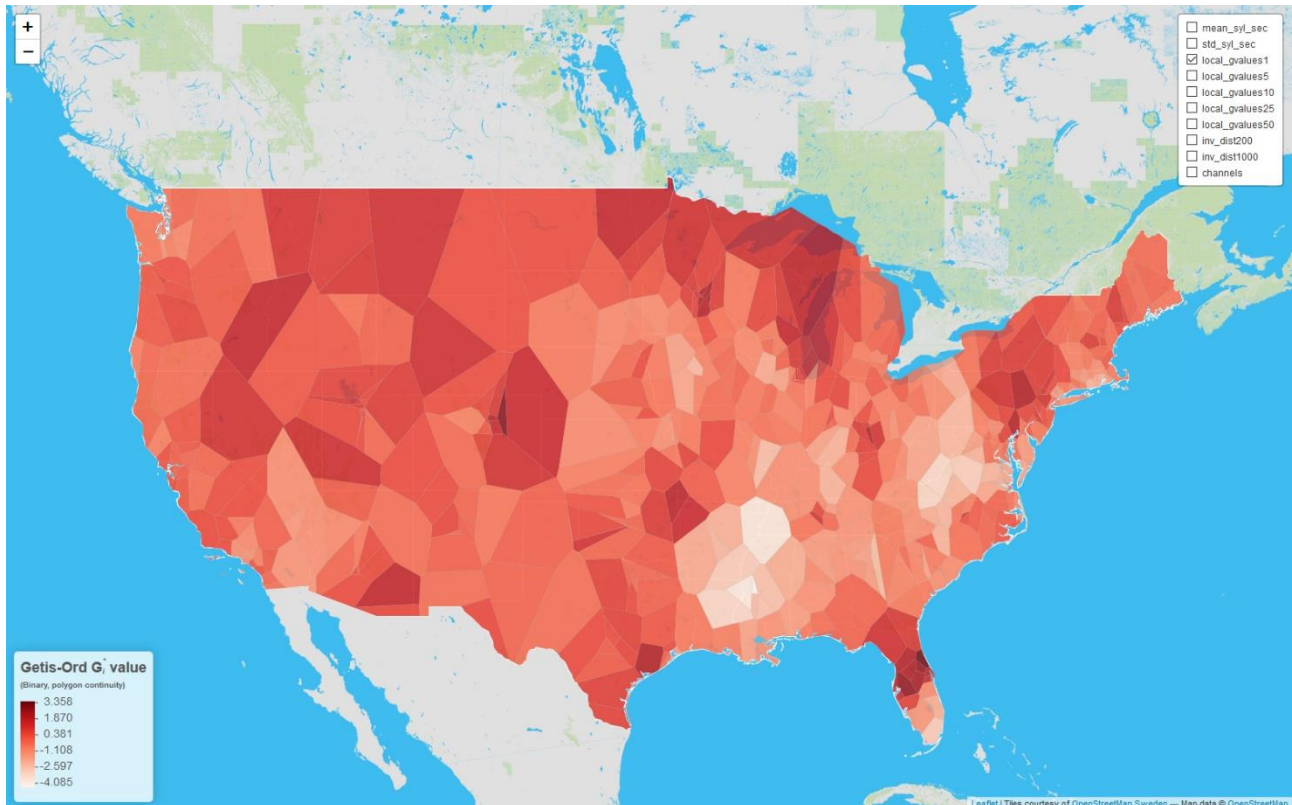 +
−
mean_syl_sec
std_syl_sec
local_gvalues1
local_gvalues5
local_gvalues10
local_gvalues25
local_gvalues50
inv_dist200
inv_dist1000
channels
Getis-Ord G*i value
(Binary, polygon continuity)
3.358
1.870
0.381
-1.108
-2.597
-4.085
Leaflet | Tiles courtesy of OpenStreetMap Sweden — Map data © OpenStreetMap